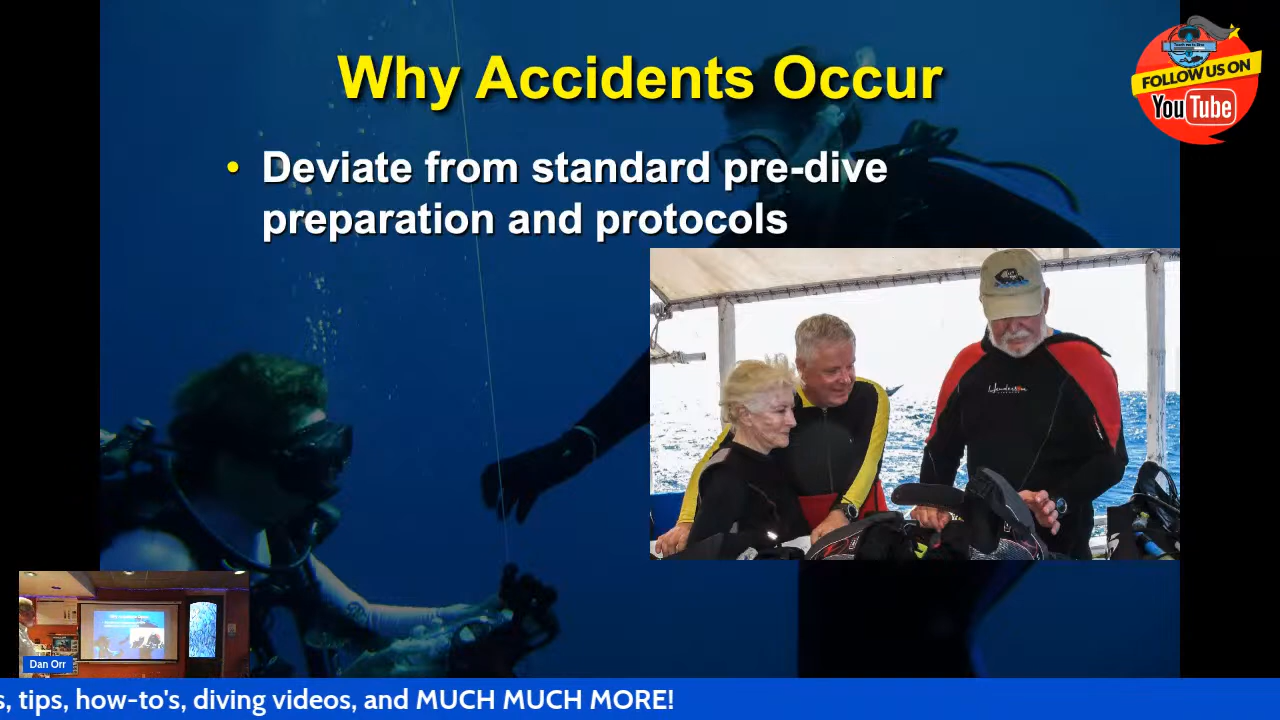 Why Accidents Occur
• Deviate from standard pre-dive
preparation and protocols
FOLLOW US ON
YouTube
Henderson
Dan Orr
s, tips, how-to's, diving videos, and MUCH MUCH MORE!